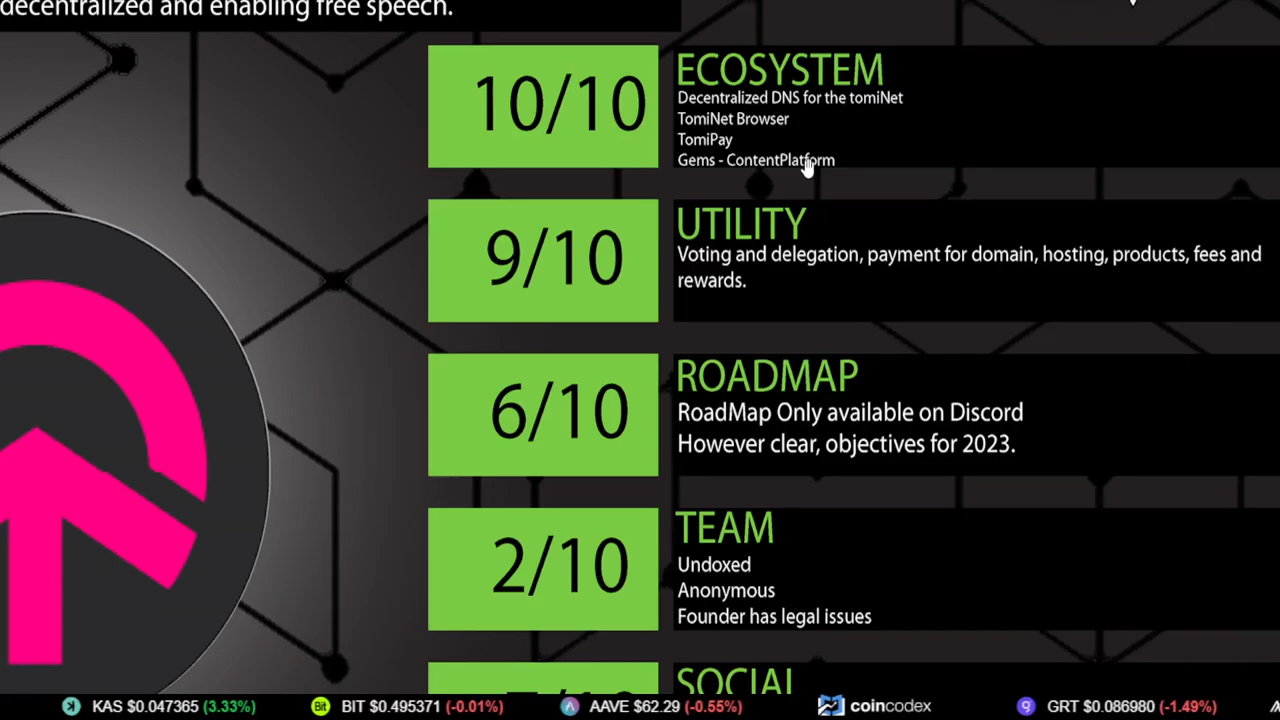 decentralized and enabling free speech.
10/10
ECOSYSTEM
Decentralized DNS for the tomiNet
TomiNet Browser
TomiPay
Gems - ContentPlatform
9/10
UTILITY
Voting and delegation, payment for domain, hosting, products, fees and
rewards.
6/10
ROADMAP
RoadMap Only available on Discord
However clear, objectives for 2023.
2/10
TEAM
Undoxed
Anonymous
Founder has legal issues
SOCIAL
KAS $0.047365 (3.33%) Bit BIT $0.495371 (-0.01%) AAVE $62.29 (-0.55%) coincodex GRT $0.086980 (-1.49%)